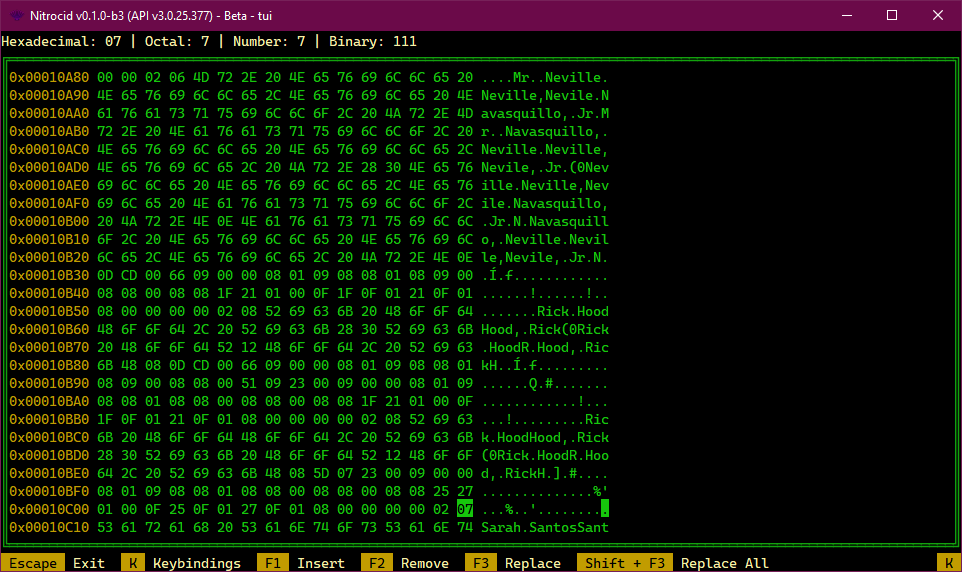 Nitrocid v0.1.0-b3 (API v3.0.25.377) - Beta - tui
Hexadecimal: 07 | Octal: 7 | Number: 7 | Binary: 111
0x00010A80 00 00 02 06 4D 72 2E 20 4E 65 76 69 6C 6C 65 20 ....Mr..Neville.
0x00010A90 4E 65 76 69 6C 6C 65 2C 4E 65 76 69 6C 65 20 4E Neville,Nevile.N
0x00010AA0 61 76 61 73 71 75 69 6C 6C 6F 2C 20 4A 72 2E 4D avasquillo,.Jr.M
0x00010AB0 72 2E 20 4E 61 76 61 73 71 75 69 6C 6C 6F 2C 20 r..Navasquillo,.
0x00010AC0 4E 65 76 69 6C 6C 65 20 4E 65 76 69 6C 6C 65 2C Neville.Neville,
0x00010AD0 4E 65 76 69 6C 65 2C 20 4A 72 2E 28 30 4E 65 76 Nevile,.Jr.(0Nev
0x00010AE0 69 6C 6C 65 20 4E 65 76 69 6C 6C 65 2C 4E 65 76 ille.Neville,Nev
0x00010AF0 69 6C 65 20 4E 61 76 61 73 71 75 69 6C 6C 6F 2C ile.Navasquillo,
0x00010B00 20 4A 72 2E 4E 0E 4E 61 76 61 73 71 75 69 6C 6C .Jr.N.Navasquill
0x00010B10 6F 2C 20 4E 65 76 69 6C 6C 65 20 4E 65 76 69 6C o,.Neville.Nevil
0x00010B20 6C 65 2C 4E 65 76 69 6C 65 2C 20 4A 72 2E 4E 0E le,Nevile,.Jr.N.
0x00010B30 0D CD 00 66 09 00 00 08 01 09 08 08 01 08 09 00 .Í.f............
0x00010B40 08 08 00 08 08 1F 21 01 00 0F 1F 0F 01 21 0F 01 ......!......!..
0x00010B50 08 00 00 00 00 02 08 52 69 63 6B 20 48 6F 6F 64 .......Rick.Hood
0x00010B60 48 6F 6F 64 2C 20 52 69 63 6B 28 30 52 69 63 6B Hood,.Rick(0Rick
0x00010B70 20 48 6F 6F 64 52 12 48 6F 6F 64 2C 20 52 69 63 .HoodR.Hood,.Ric
0x00010B80 6B 48 08 0D CD 00 66 09 00 00 08 01 09 08 08 01 kH..Í.f.........
0x00010B90 08 09 00 08 08 00 51 09 23 00 09 00 00 08 01 09 ......Q.#.......
0x00010BA0 08 08 01 08 08 00 08 08 00 08 08 1F 21 01 00 0F ............!...
0x00010BB0 1F 0F 01 21 0F 01 08 00 00 00 00 02 08 52 69 63 ...!.........Ric
0x00010BC0 6B 20 48 6F 6F 64 48 6F 6F 64 2C 20 52 69 63 6B k.HoodHood,.Rick
0x00010BD0 28 30 52 69 63 6B 20 48 6F 6F 64 52 12 48 6F 6F (0Rick.HoodR.Hoo
0x00010BE0 64 2C 20 52 69 63 6B 48 08 5D 07 23 00 09 00 00 d,.RickH.].#....
0x00010BF0 08 01 09 08 08 01 08 08 00 08 08 00 08 08 25 27 ..............%'
0x00010C00 01 00 0F 25 0F 01 27 0F 01 08 00 00 00 00 02 07 ...%..'.........
0x00010C10 53 61 72 61 68 20 53 61 6E 74 6F 73 53 61 6E 74 Sarah.SantosSant
Escape Exit K Keybindings F1 Insert F2 Remove F3 Replace Shift + F3 Replace All K